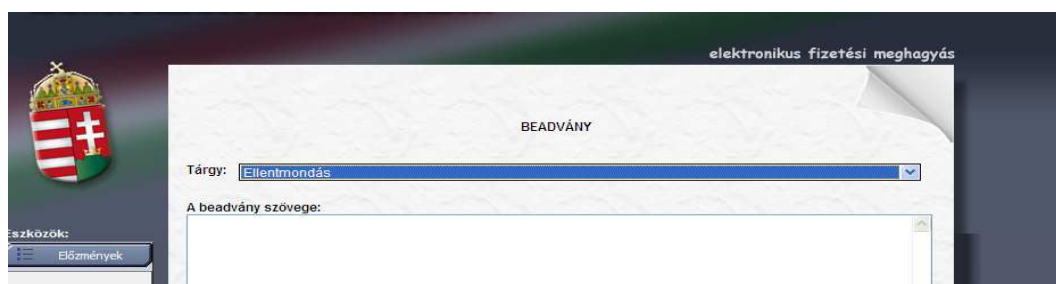 elektronikus fizetési meghagyás
BEADVÁNY
Tárgy: Ellentmondás
A beadvány szövege:
Eszközök:
Előzmények